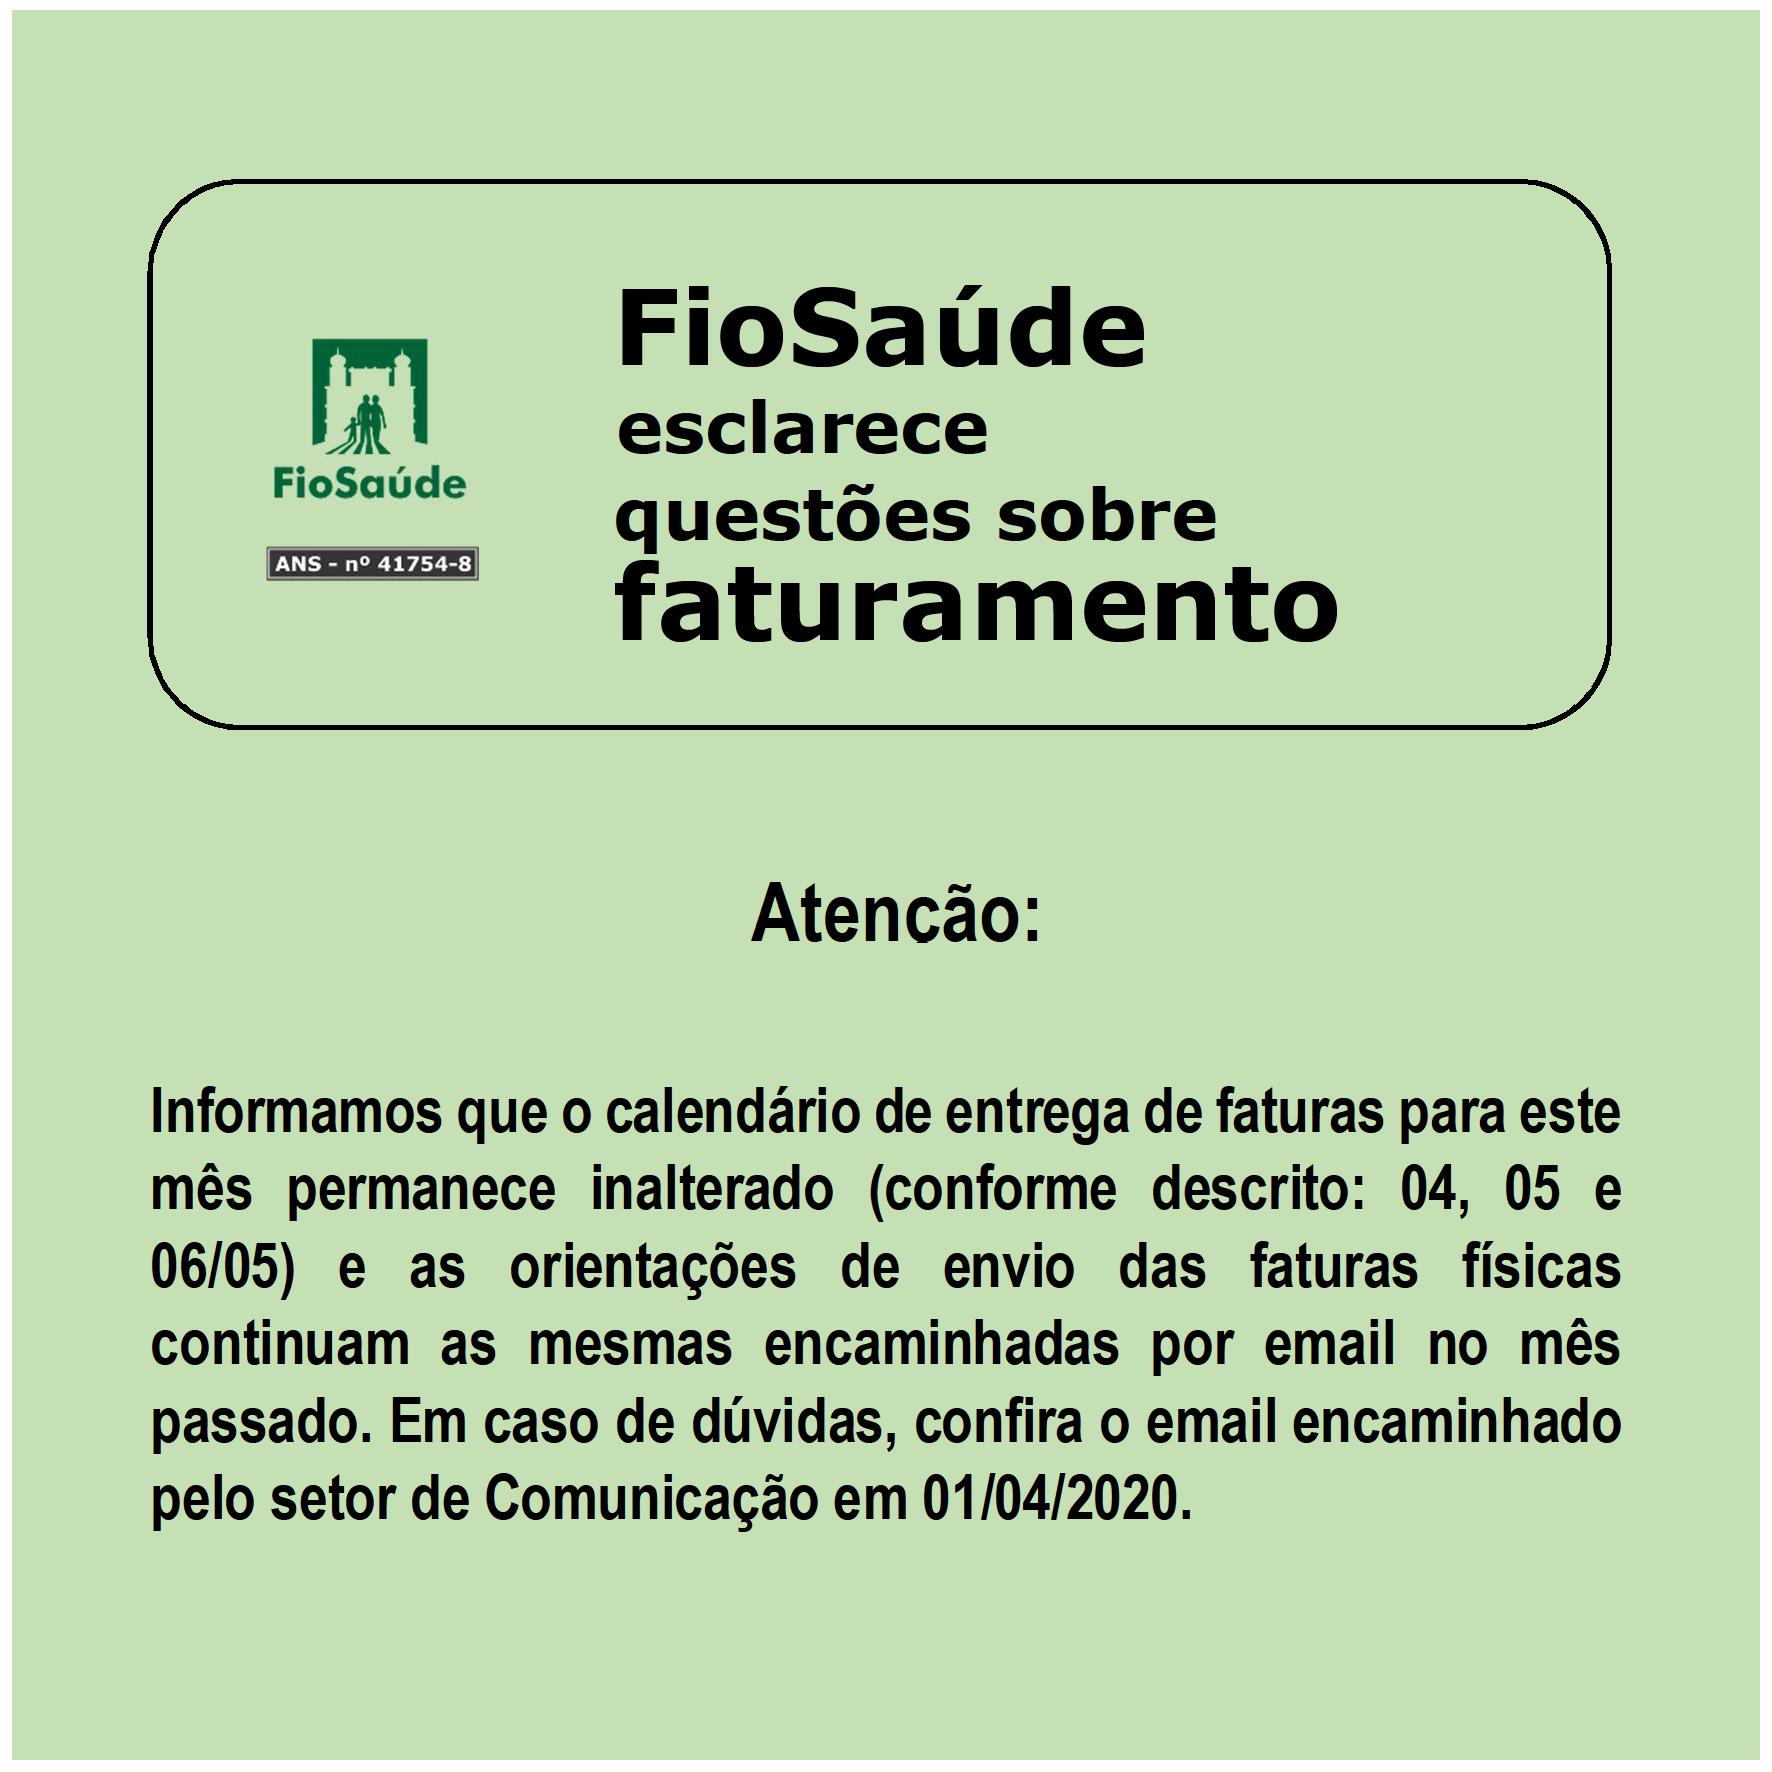 FioSaúde
esclarece
questões sobre
faturamento
FioSaúde
ANS - nº 41754-8
Atenção:
Informamos que o calendário de entrega de faturas para este
mês permanece inalterado (conforme descrito: 04, 05 e
06/05) e as orientações de envio das faturas físicas
continuam as mesmas encaminhadas por email no mês
passado. Em caso de dúvidas, confira o email encaminhado
pelo setor de Comunicação em 01/04/2020.